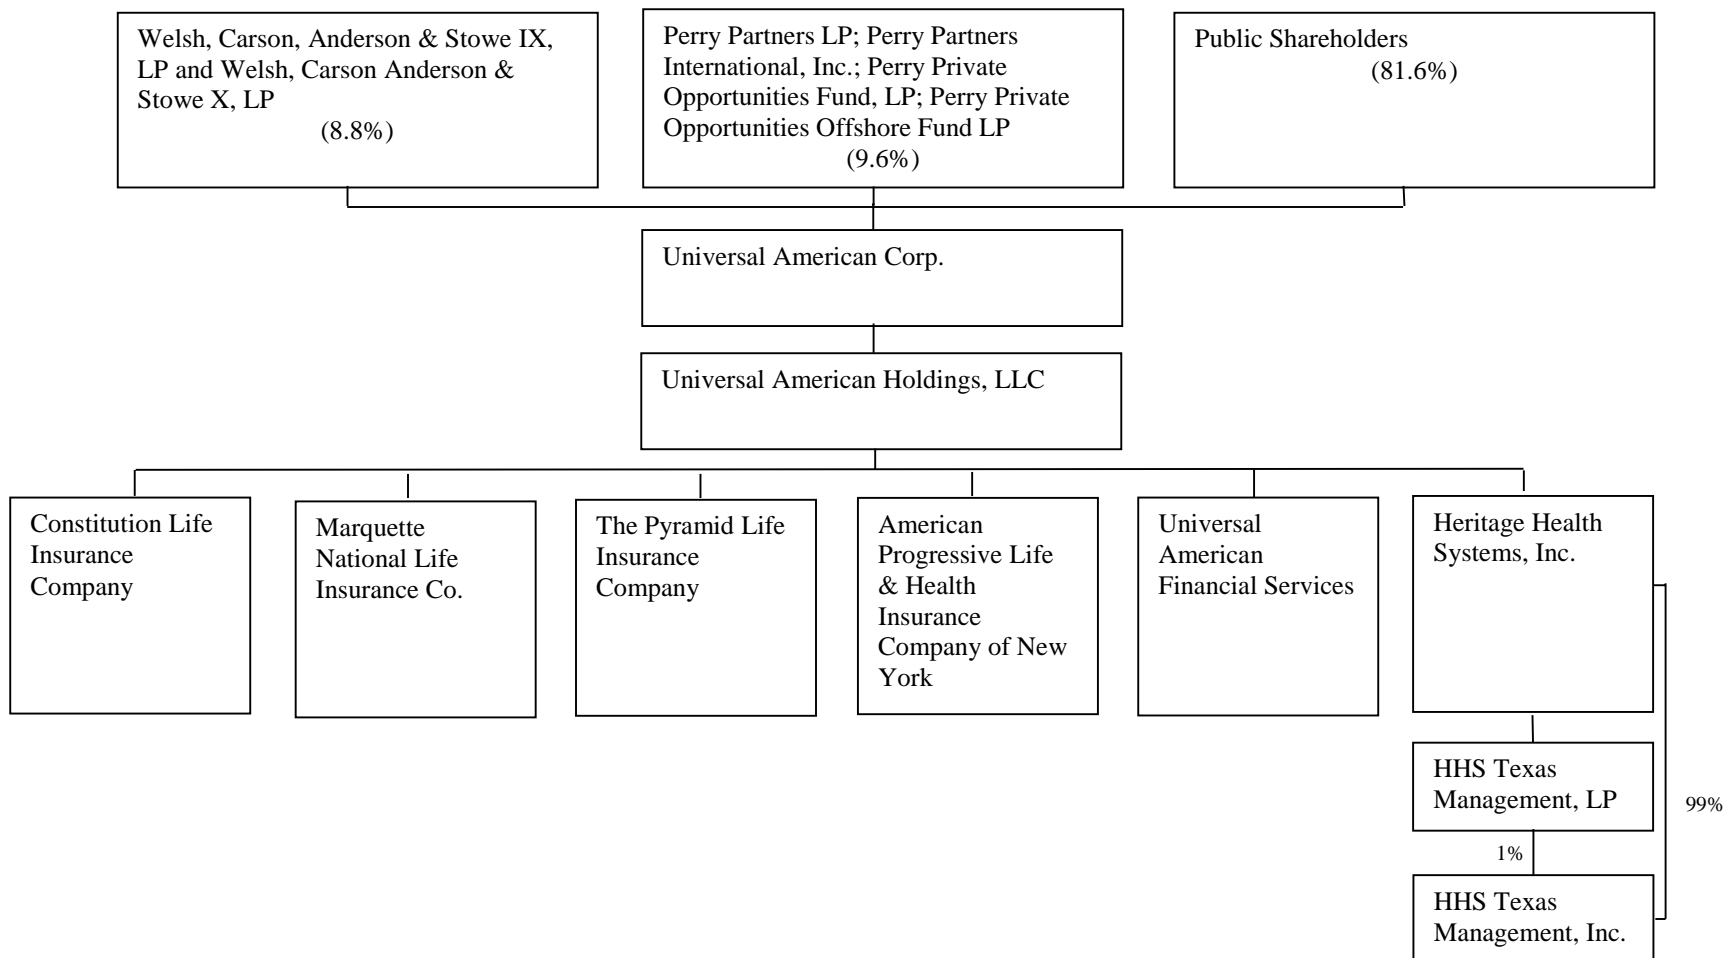 Welsh, Carson, Anderson & Stowe IX,
LP and Welsh, Carson Anderson &
Stowe X, LP
(8.8%)
Perry Partners LP; Perry Partners
International, Inc.; Perry Private
Opportunities Fund, LP; Perry Private
Opportunities Offshore Fund LP
(9.6%)
Public Shareholders
(81.6%)
Universal American Corp.
Universal American Holdings, LLC
Constitution Life
Insurance
Company
Marquette
National Life
Insurance Co.
The Pyramid Life
Insurance
Company
American
Progressive Life
& Health
Insurance
Company of New
York
Universal
American
Financial Services
Heritage Health
Systems, Inc.
HHS Texas
Management, LP
99%
1%
HHS Texas
Management, Inc.